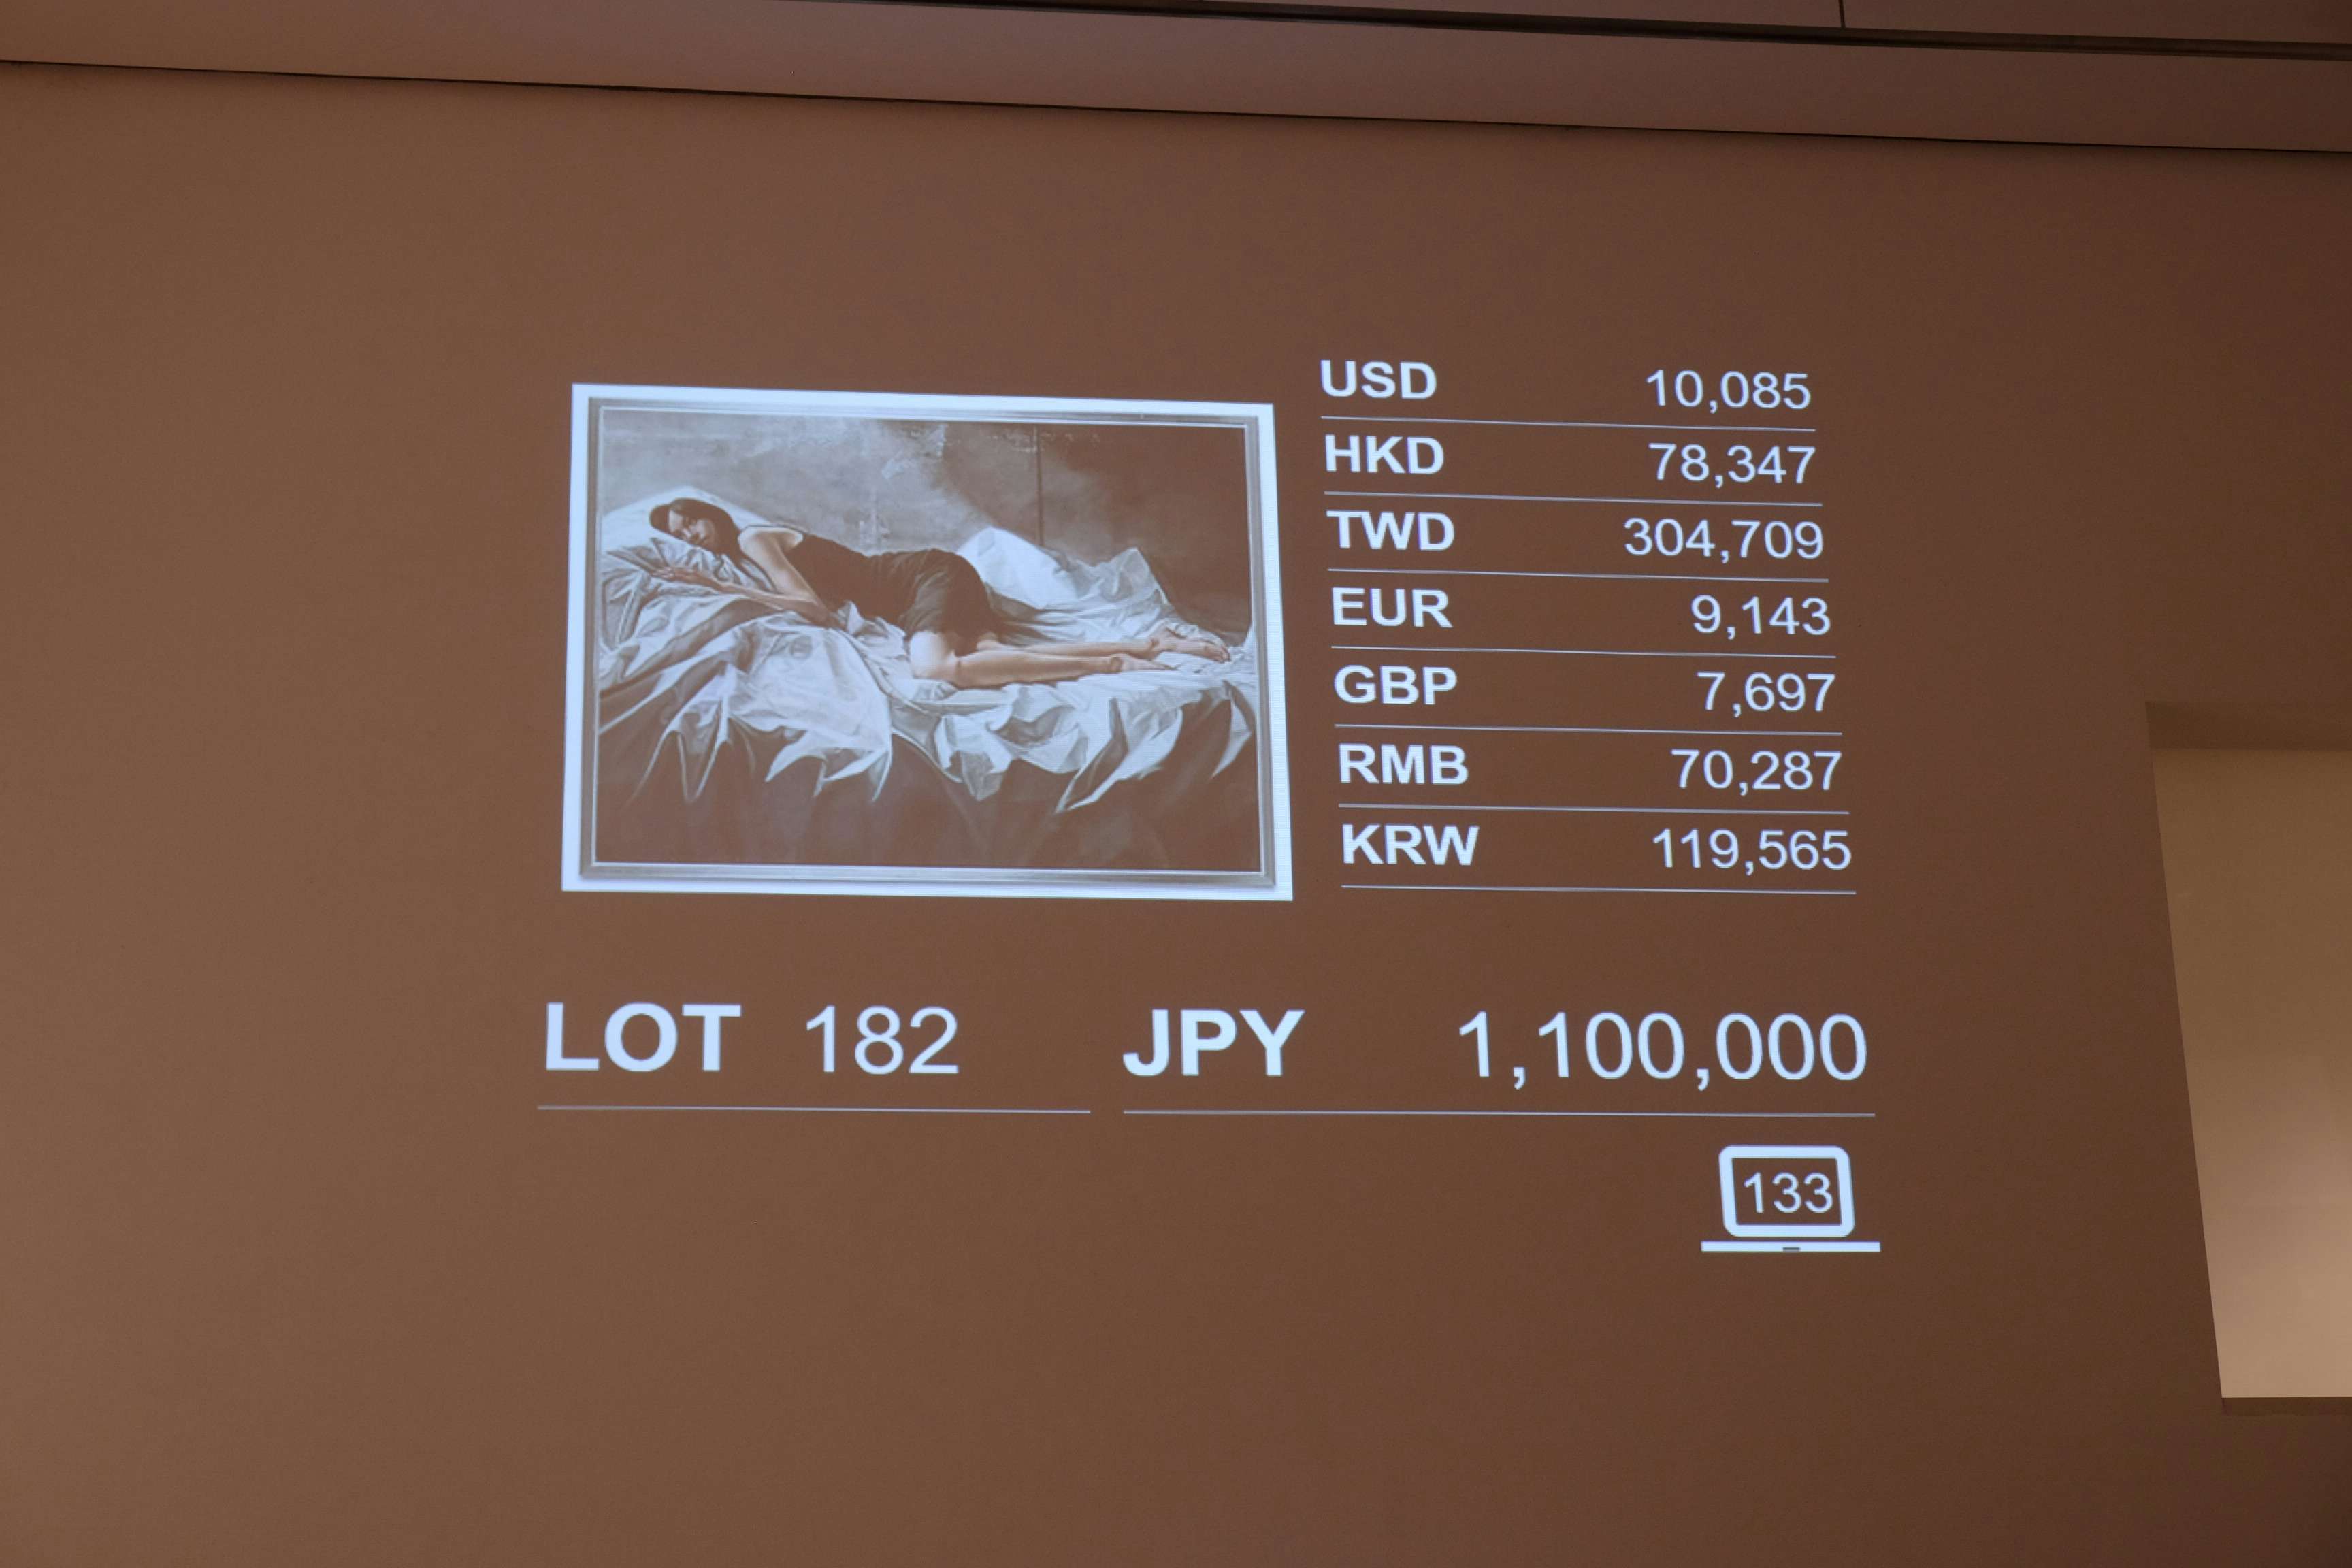 USD 10,085
HKD 78,347
TWD 304,709
EUR 9,143
GBP 7,697
RMB 70,287
KRW 119,565
LOT 182 JPY 1,100,000
133